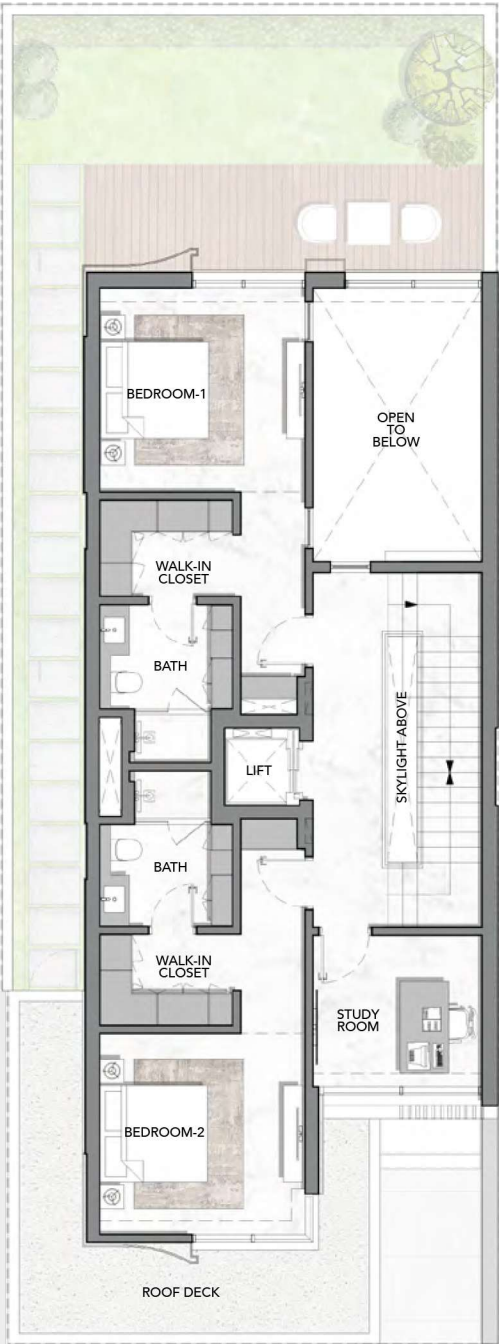 BEDROOM-1
OPEN
TO
BELOW
WALK-IN
CLOSET
BATH
SKYLIGHT ABOVE
LIFT
BATH
WALK-IN
CLOSET
STUDY
ROOM
BEDROOM-2
ROOF DECK